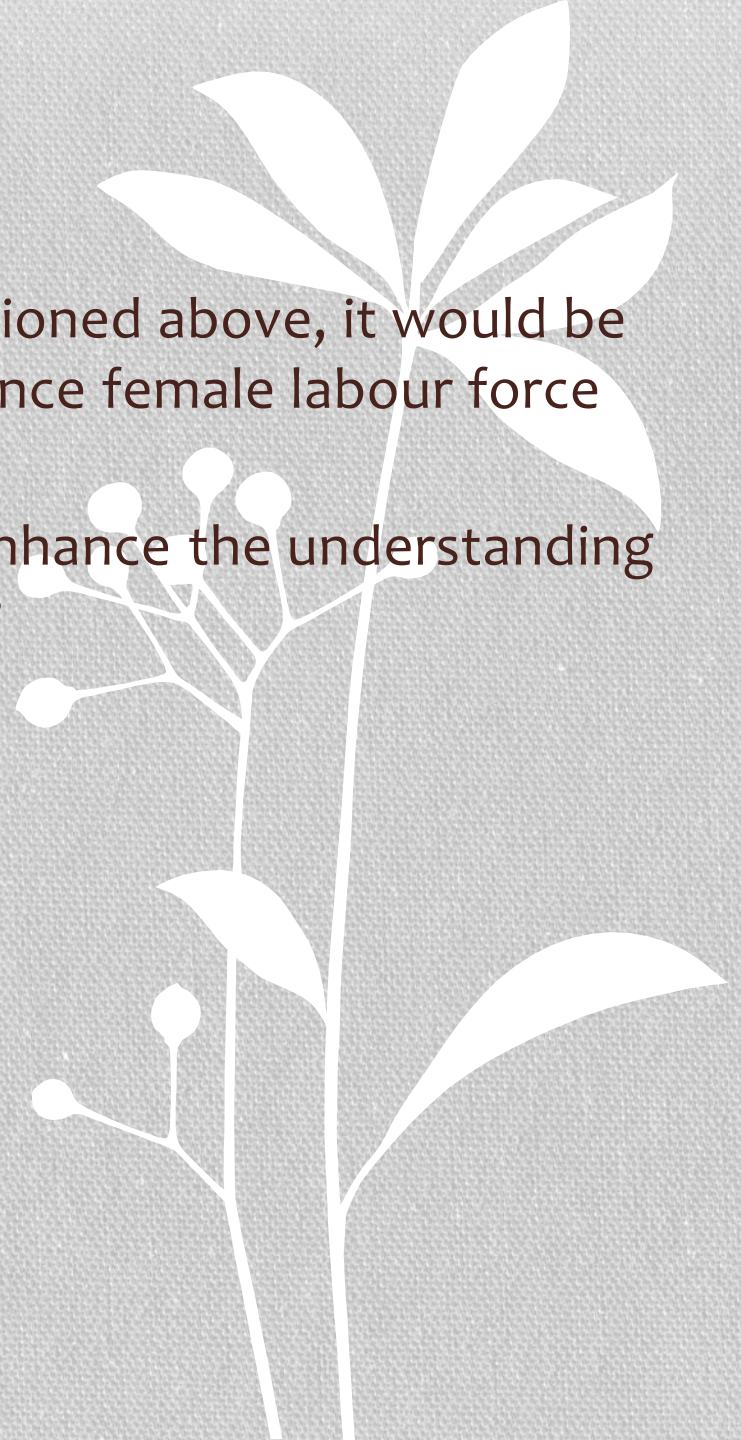 ioned above, it would be
nce female labour force
nhance the understanding